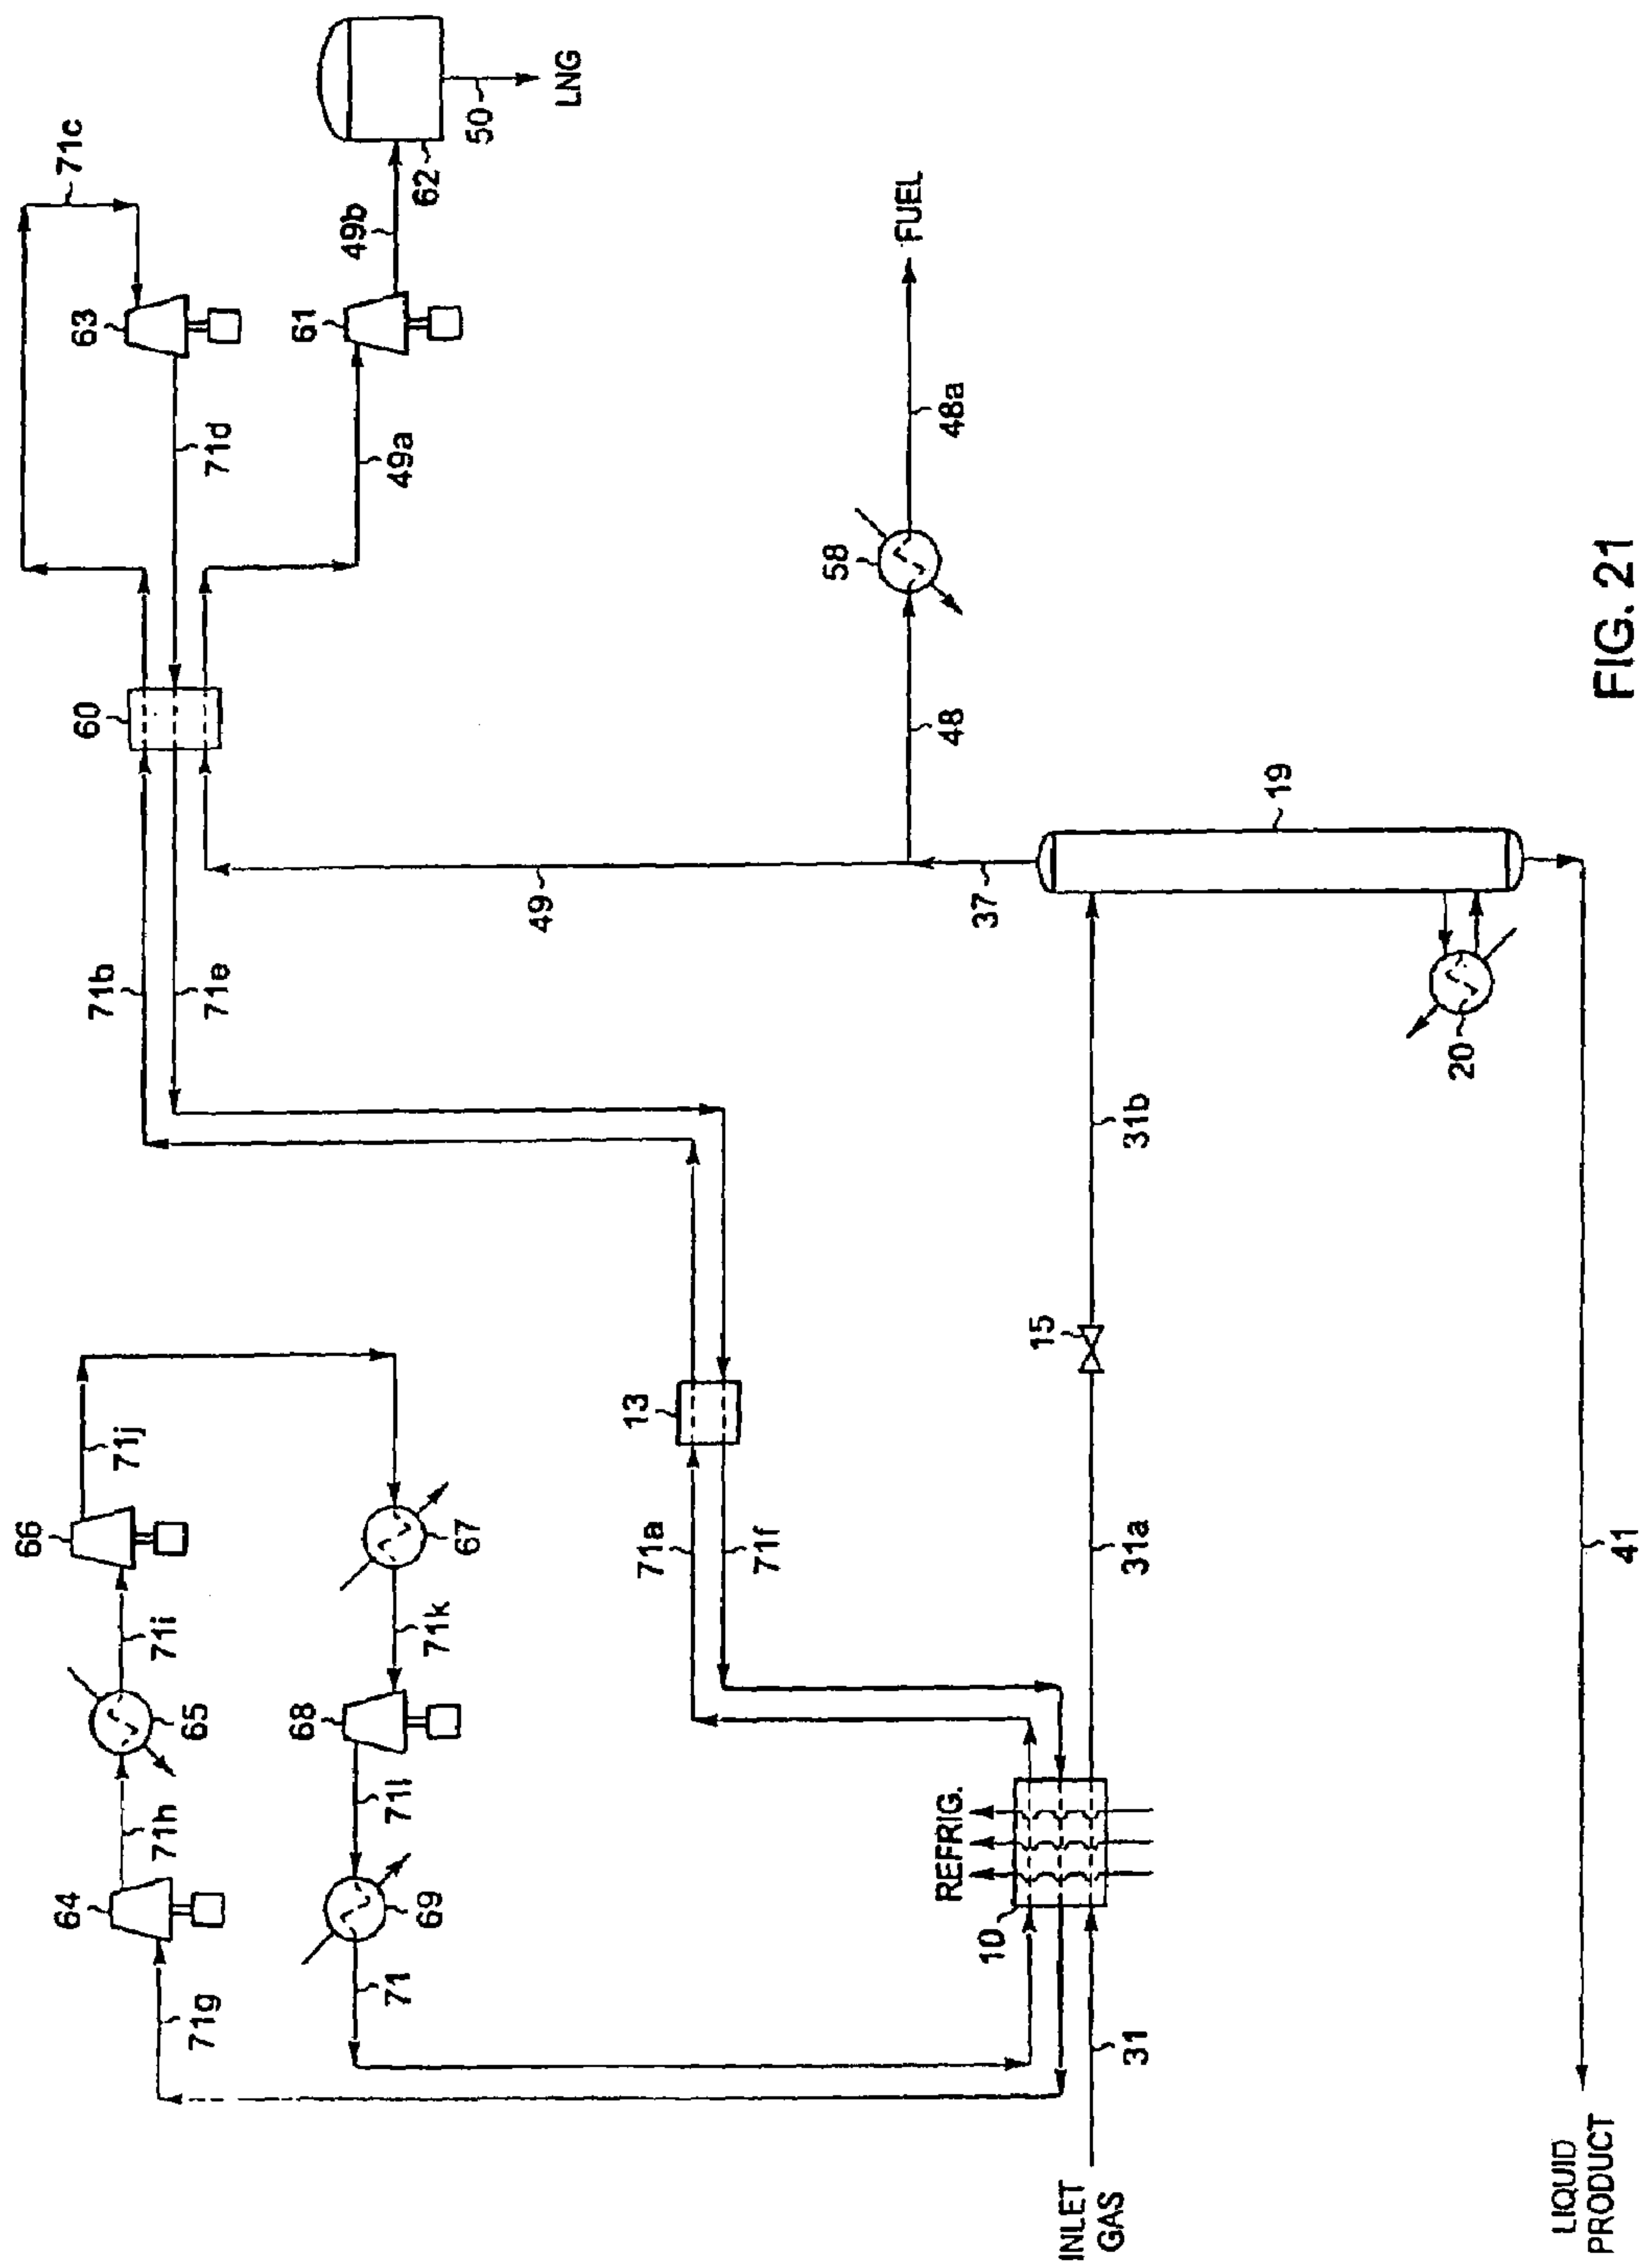 71c
63
71d
60
61
49a
49b
62
50
LNG
71b
71e
49
66
71j
71i
65
64
71h
71g
67
71k
68
71l
69
71
13
71a
71f
58
48
48a
FUEL
37
19
20
15
31b
31a
REFRIG.
10
31
INLET
GAS
41
LIQUID
PRODUCT
FIG. 21